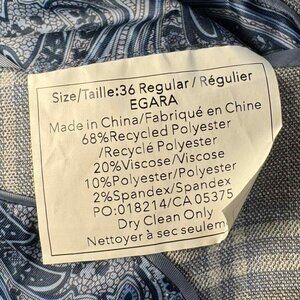 Size/Taille:36 Regular/Régulier
EGARA
Made in China/Fabriqué en Chine
68%Recycled Polyester
/Recyclé Polyester
20%Viscose/Viscose
10%Polyester/Polyester
2%Spandex/Spandex
PO:018214/CA 05375
Dry Clean Only
Nettoyer à sec seulem